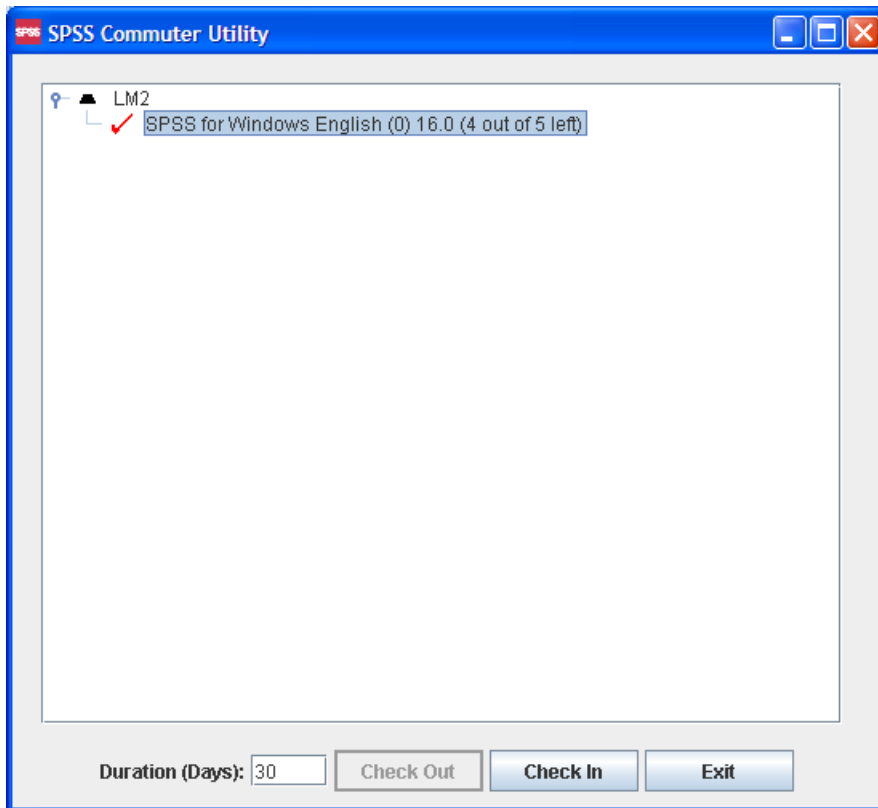 SPSS SPSS Commuter Utility
LM2
SPSS for Windows English (0) 16.0 (4 out of 5 left)
Duration (Days): 30 Check Out Check In Exit